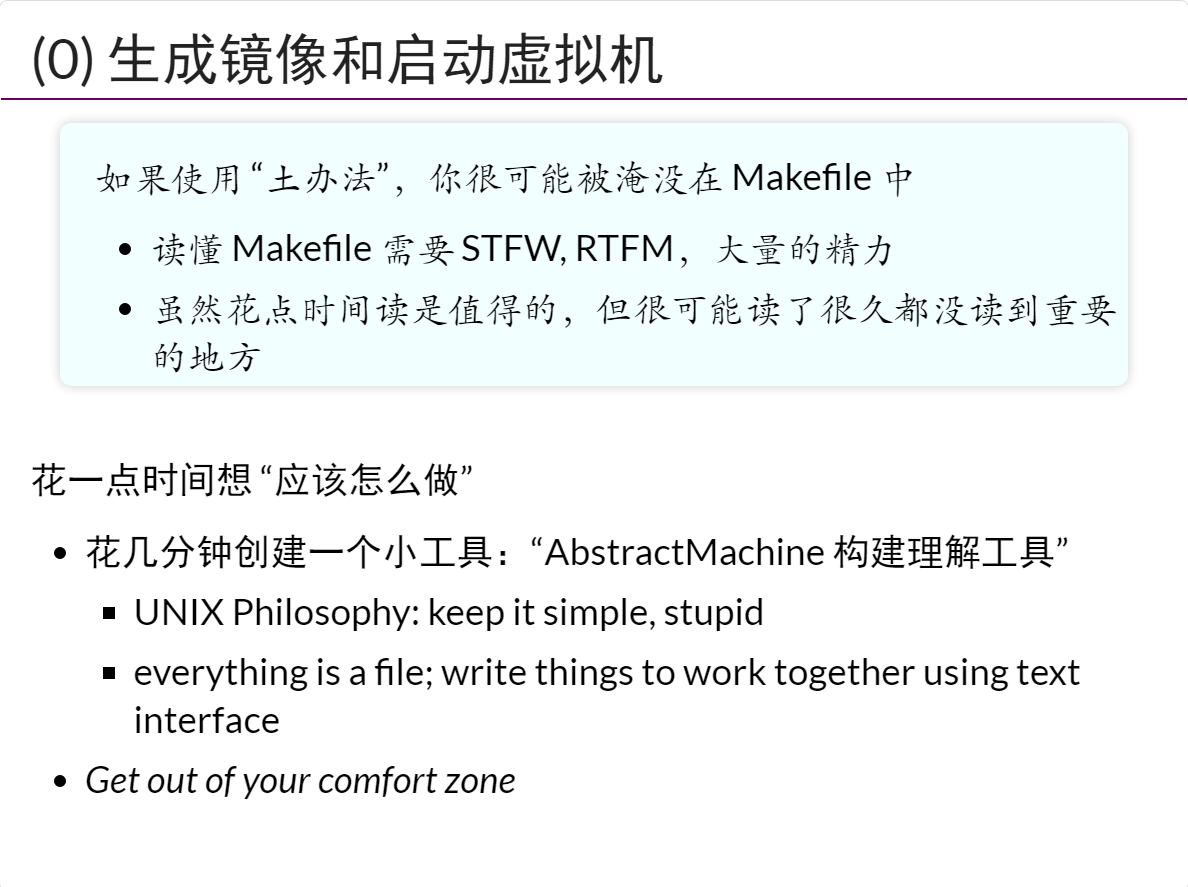 (0) 生成镜像和启动虚拟机
如果使用“土办法”，你很可能被淹没在 Makefile 中
• 读懂 Makefile 需要 STFW, RTFM，大量的精力
• 虽然花点时间读是值得的，但很可能读了很久都没读到重要
的地方
花一点时间想“应该怎么做”
• 花几分钟创建一个小工具：“AbstractMachine 构建理解工具”
▪ UNIX Philosophy: keep it simple, stupid
▪ everything is a file; write things to work together using text
interface
• Get out of your comfort zone